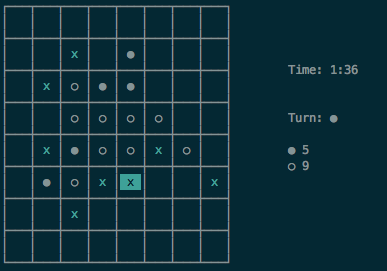 x ●
x ○ ● ●
Time: 1:36
○ ○ ○ ○
Turn: ●
x ● ○ ○ x ○
● 5
○ 9
● ○ x x x
x